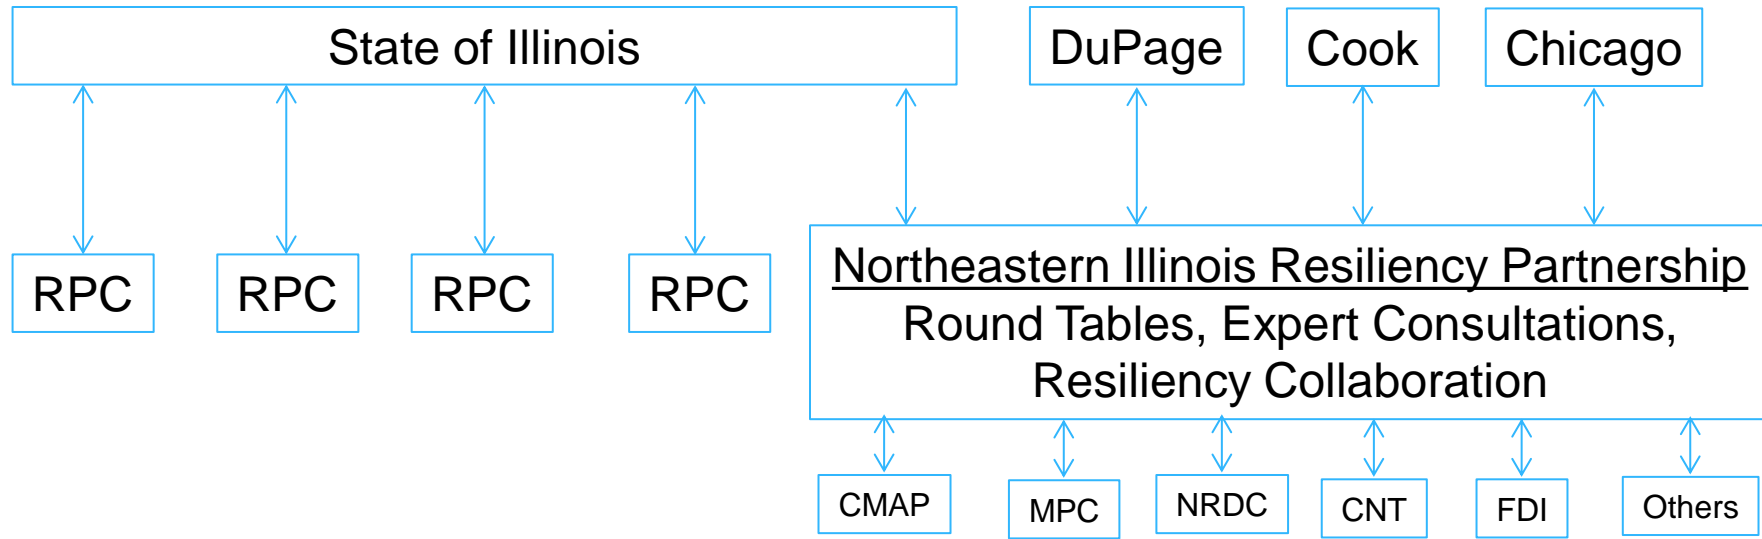 State of Illinois
DuPage
Cook
Chicago
RPC
RPC
RPC
RPC
Northeastern Illinois Resiliency Partnership
Round Tables, Expert Consultations,
Resiliency Collaboration
CMAP
MPC
NRDC
CNT
FDI
Others